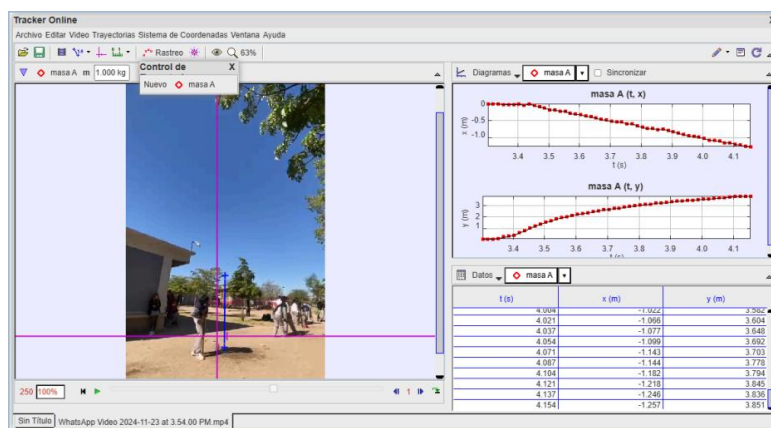 Tracker Online
Archivo Editar Video Trayectorias Sistema de Coordenadas Ventana Ayuda
Rastreo 63%
masa A m 1.000 kg
Control de X
Nuevo masa A
Diagramas masa A Sincronizar
masa A (t, x)
x (m)
0
-0.5
-1.0
3.4 3.5 3.6 3.7 3.8 3.9 4.0 4.1
t (s)
masa A (t, y)
y (m)
3
2
1
3.4 3.5 3.6 3.7 3.8 3.9 4.0 4.1
t (s)
Datos masa A
t (s) x (m) y (m)
4.004 -1.022 3.582
4.021 -1.066 3.604
4.037 -1.077 3.648
4.054 -1.099 3.692
4.071 -1.143 3.703
4.087 -1.144 3.778
4.104 -1.182 3.794
4.121 -1.218 3.845
4.137 -1.246 3.836
4.154 -1.257 3.851
250 100% 1
Sin Título WhatsApp Video 2024-11-23 at 3.54.00 PM.mp4